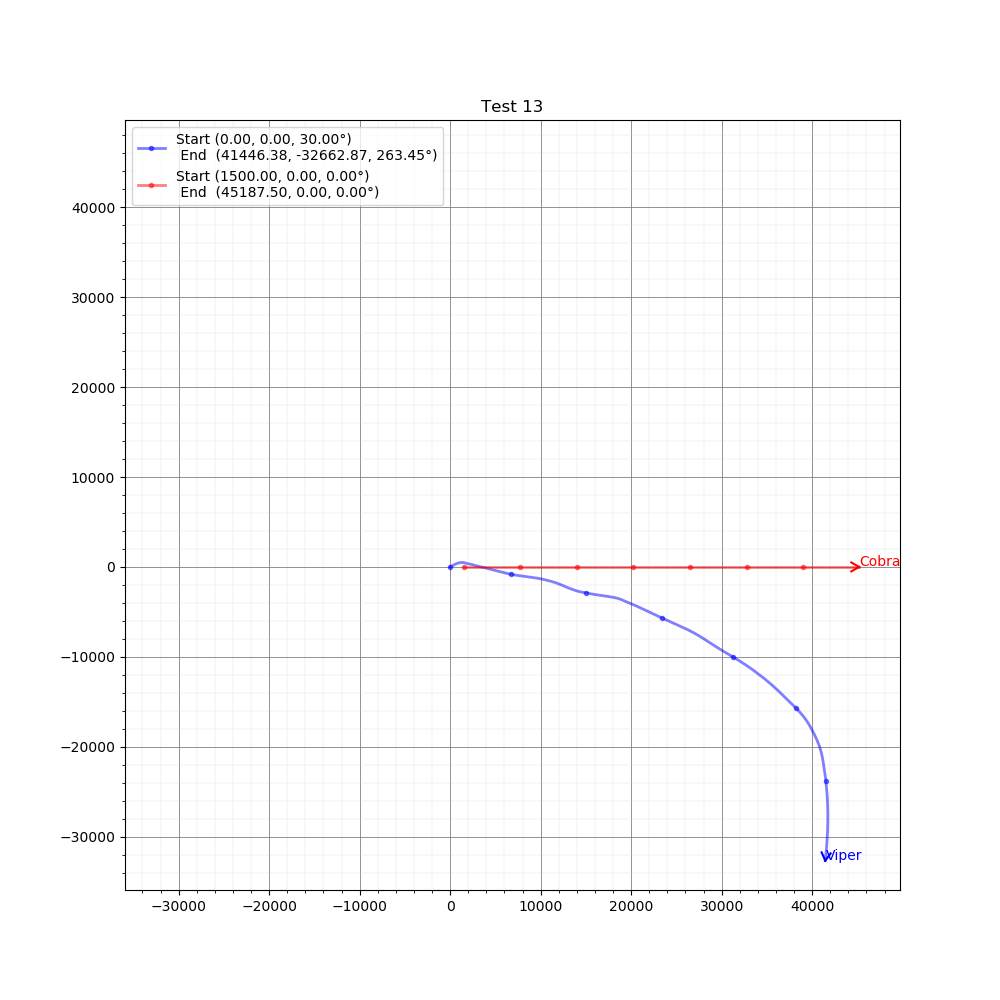 Test 13
Start (0.00, 0.00, 30.00°)
End (41446.38, -32662.87, 263.45°)
Start (1500.00, 0.00, 0.00°)
End (45187.50, 0.00, 0.00°)
40000
30000
20000
10000
0
−10000
−20000
−30000
Cobra
Viper
−30000 −20000 −10000 0 10000 20000 30000 40000